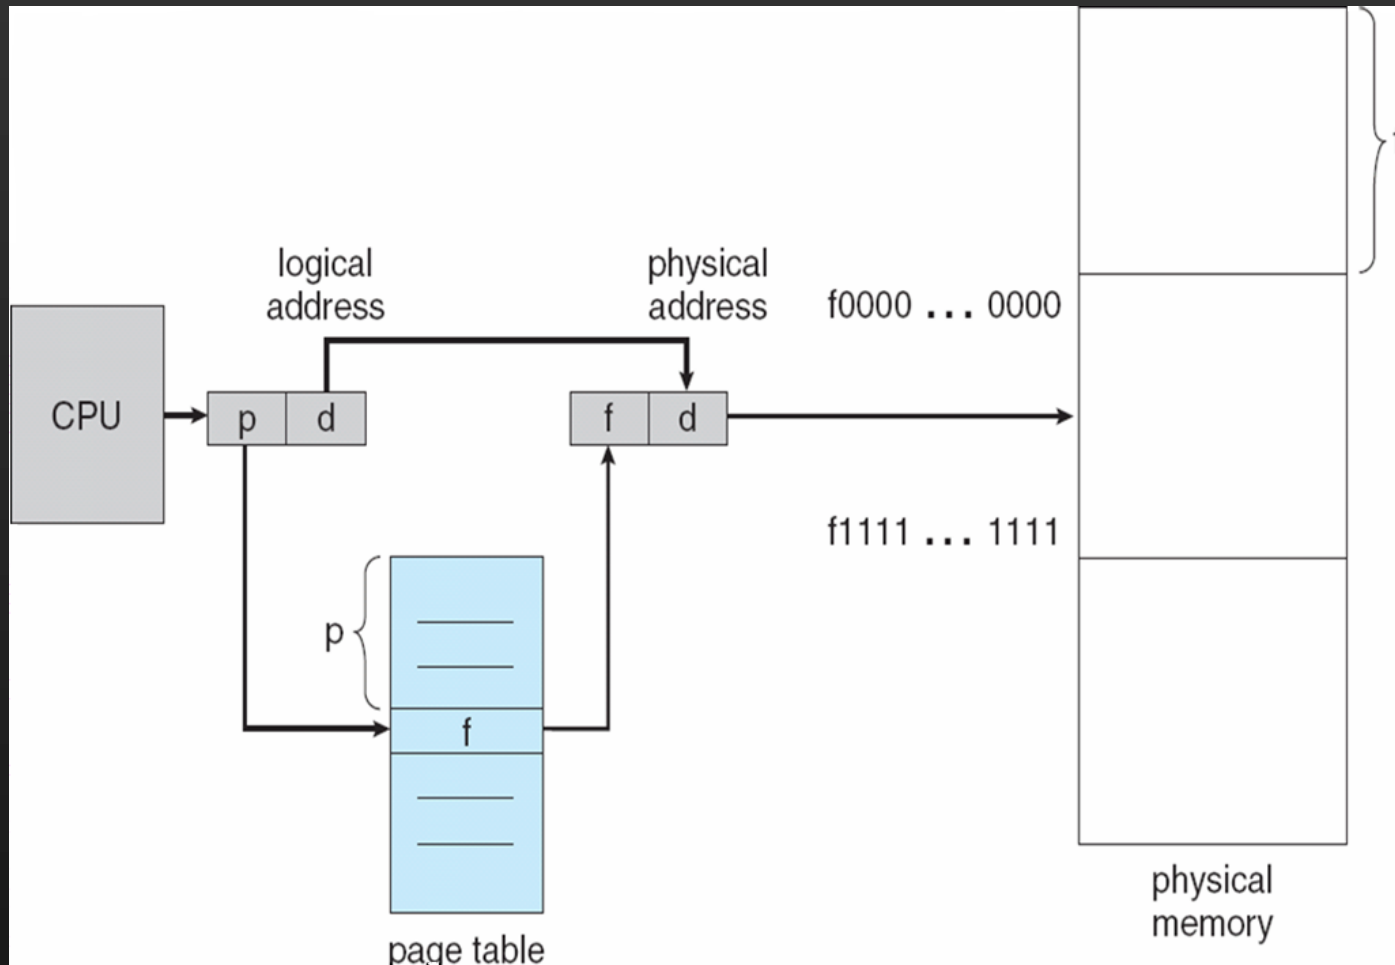 logical
address
physical
address
f0000 ... 0000
CPU
p
d
f
d
f1111 ... 1111
p
f
physical
memory
page table